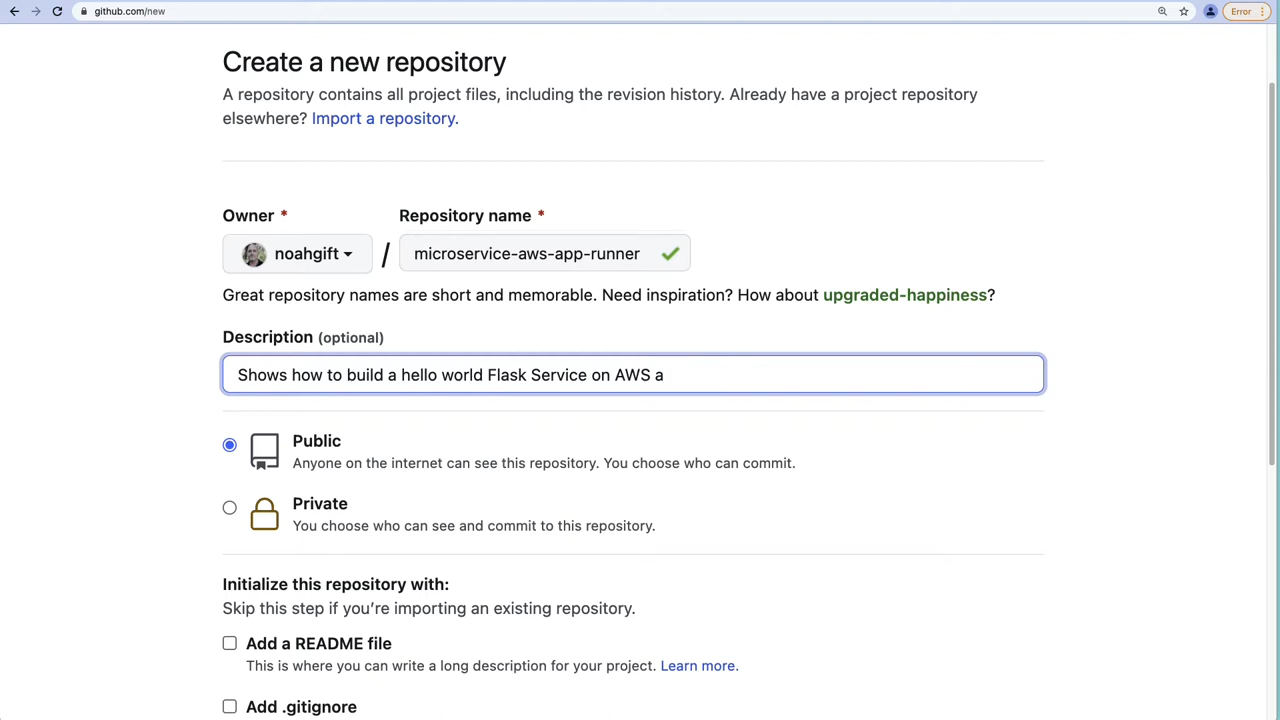 github.com/new
Error
Create a new repository
A repository contains all project files, including the revision history. Already have a project repository
elsewhere? Import a repository.
Owner * Repository name *
noahgift / microservice-aws-app-runner
Great repository names are short and memorable. Need inspiration? How about upgraded-happiness?
Description (optional)
Shows how to build a hello world Flask Service on AWS a
Public
Anyone on the internet can see this repository. You choose who can commit.
Private
You choose who can see and commit to this repository.
Initialize this repository with:
Skip this step if you’re importing an existing repository.
Add a README file
This is where you can write a long description for your project. Learn more.
Add .gitignore